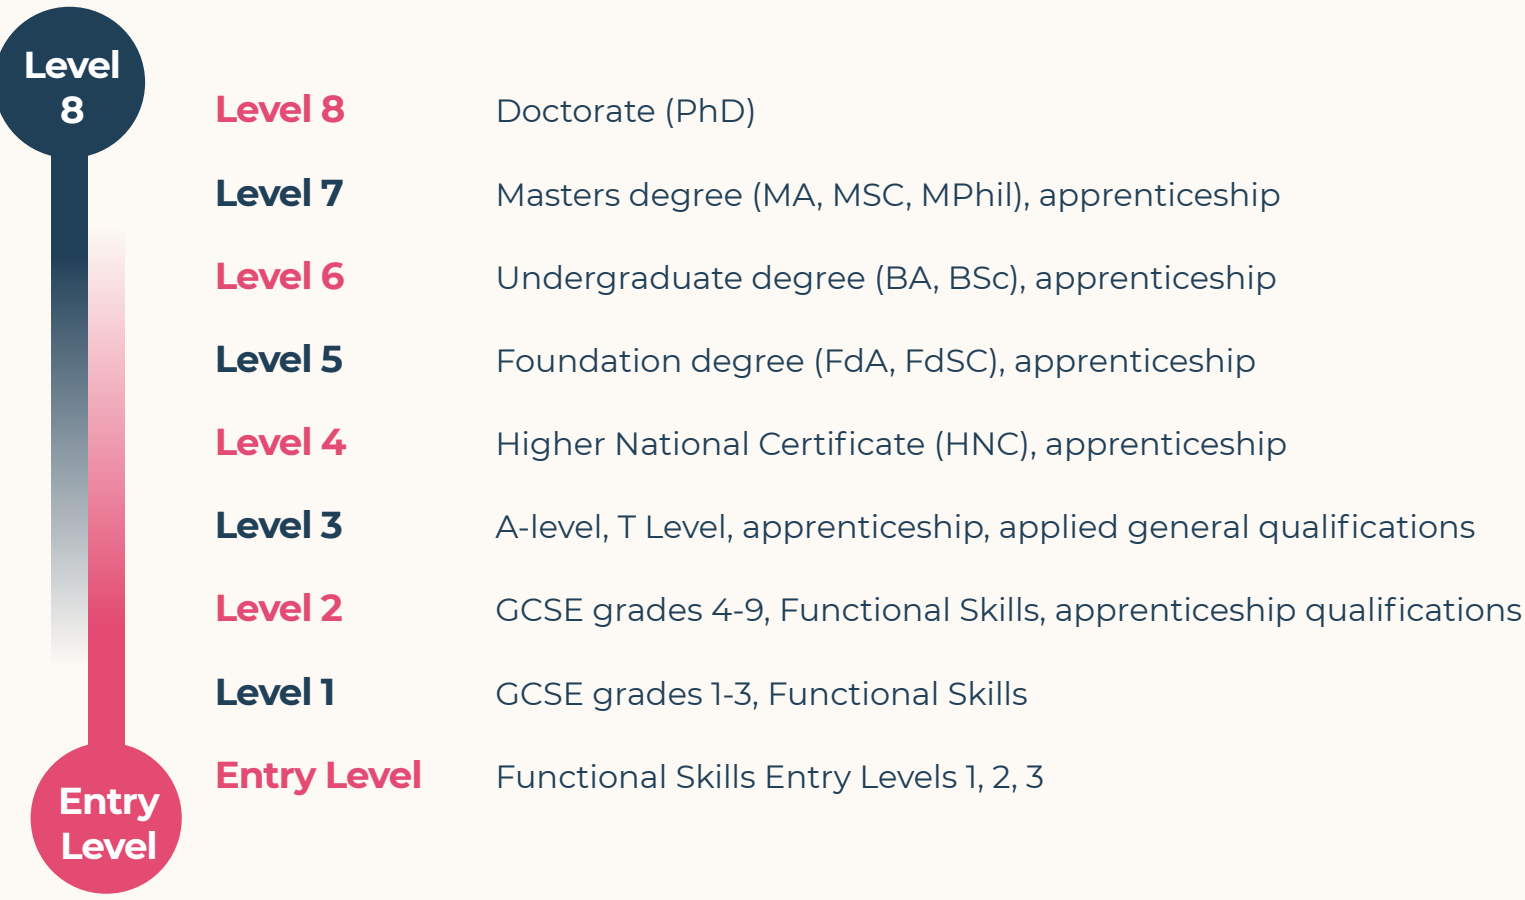 Level
8
Level 8 Doctorate (PhD)
Level 7 Masters degree (MA, MSC, MPhil), apprenticeship
Level 6 Undergraduate degree (BA, BSc), apprenticeship
Level 5 Foundation degree (FdA, FdSC), apprenticeship
Level 4 Higher National Certificate (HNC), apprenticeship
Level 3 A-level, T Level, apprenticeship, applied general qualifications
Level 2 GCSE grades 4-9, Functional Skills, apprenticeship qualifications
Level 1 GCSE grades 1-3, Functional Skills
Entry Level Functional Skills Entry Levels 1, 2, 3
Entry
Level